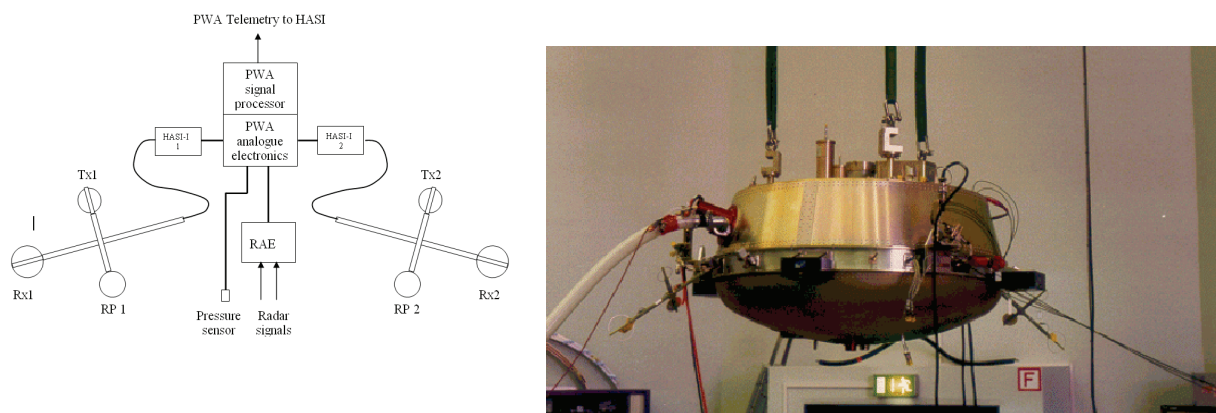 PWA Telemetry to HASI
PWA
signal
processor
PWA
analogue
electronics
HASI-I
1
HASI-I
2
Tx1
Tx2
RAE
Rx1
RP 1
RP 2
Rx2
Pressure
sensor
Radar
signals
F